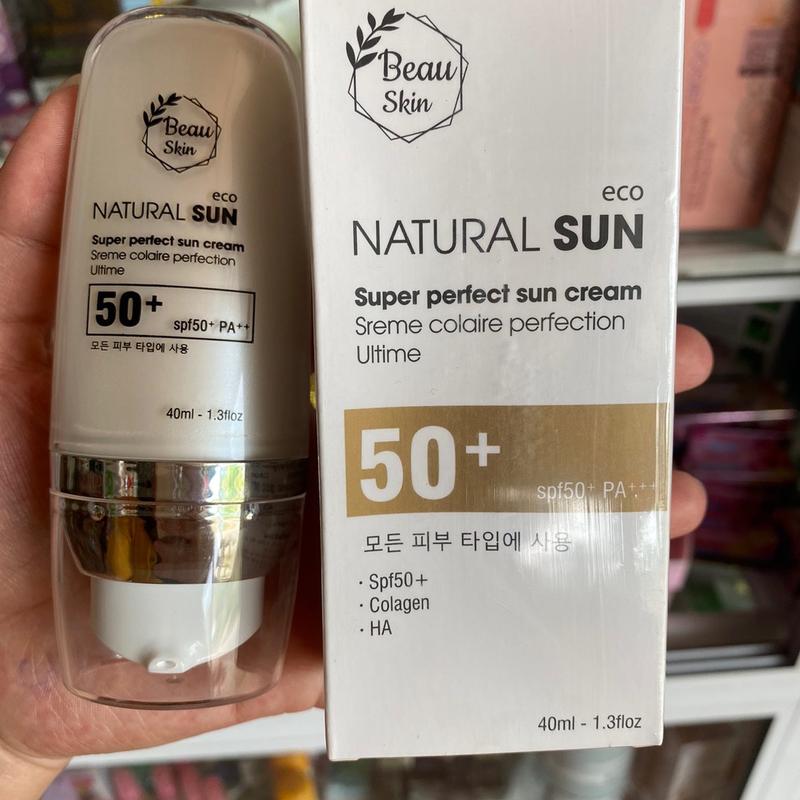 Beau
Skin
eco
NATURAL SUN
Super perfect sun cream
Sreme colaire perfection
Ultime
50+
spf50+ PA++
모든 피부 타입에 사용
40ml - 1.3floz
Beau
Skin
eco
NATURAL SUN
Super perfect sun cream
Sreme colaire perfection
Ultime
50+
spf50+ PA+++
모든 피부 타입에 사용
· Spf50+
· Colagen
· HA
40ml - 1.3floz